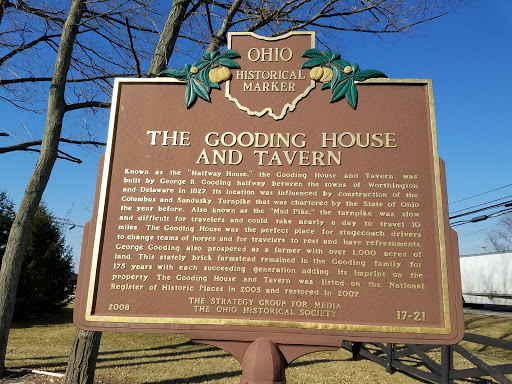 OHIO
HISTORICAL
MARKER
THE GOODING HOUSE
AND TAVERN
Known as the "Halfway House," the Gooding House and Tavern was
built by George B. Gooding halfway between the towns of Worthington
and Delaware in 1827. Its location was influenced by construction of the
Columbus and Sandusky Turnpike that was chartered by the State of Ohio
the year before. Also known as the "Mud Pike," the turnpike was slow
and difficult for travelers and could take nearly a day to travel 10
miles. The Gooding House was the perfect place for stagecoach drivers
to change teams of horses and for travelers to rest and have refreshments.
George Gooding also prospered as a farmer with over 1,000 acres of
land. This stately brick farmstead remained in the Gooding family for
175 years with each succeeding generation adding its imprint on the
property. The Gooding House and Tavern was listed on the National
Register of Historic Places in 2005 and restored in 2007.
THE STRATEGY GROUP FOR MEDIA
THE OHIO HISTORICAL SOCIETY
2008
17-21